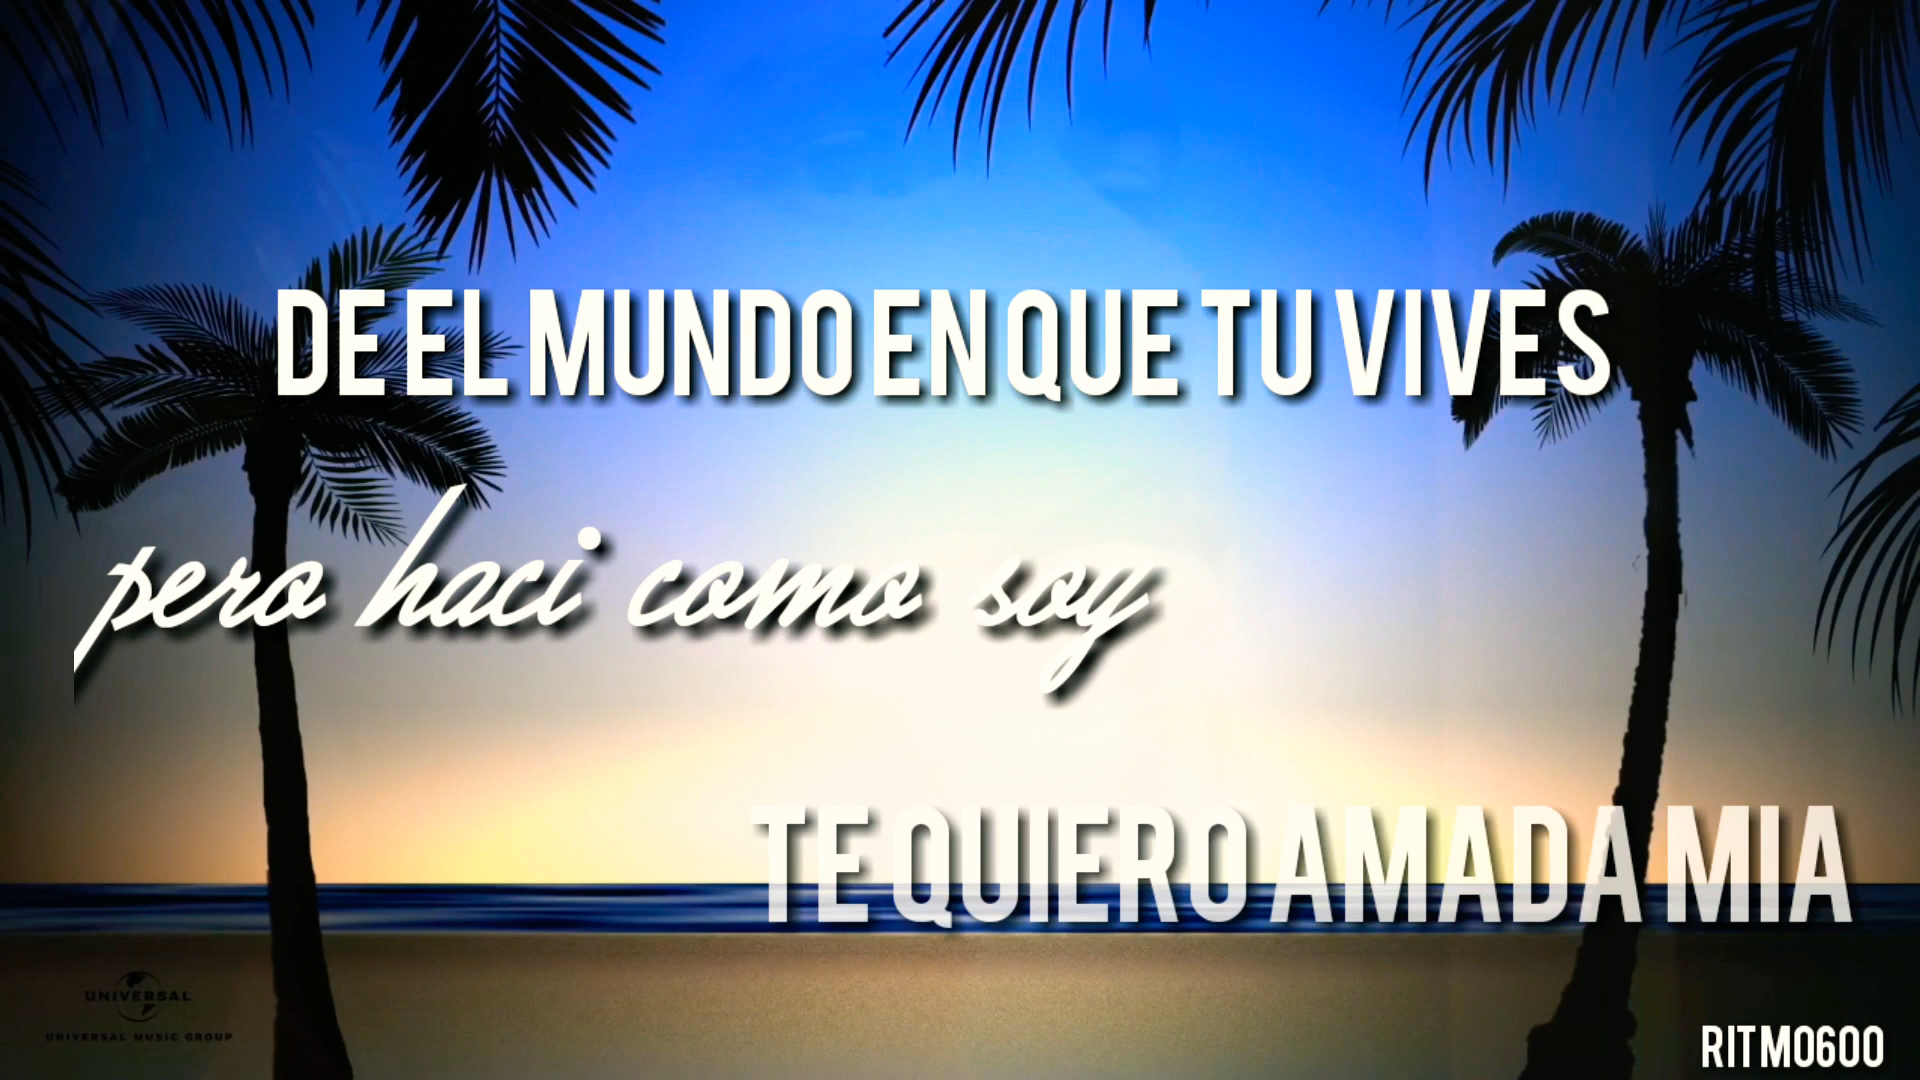 DE EL MUNDO EN QUE TU VIVES
pero haci como soy
TE QUIERO AMADA MIA
UNIVERSAL
UNIVERSAL MUSIC GROUP
RITMO600